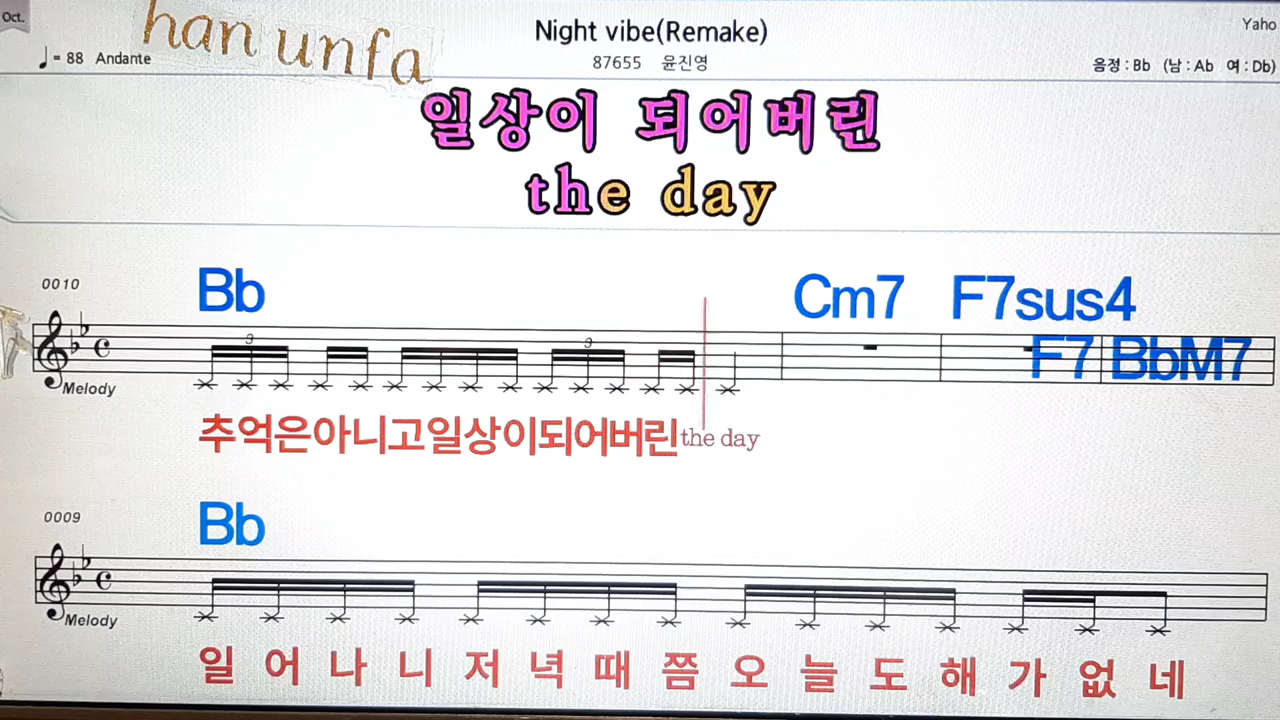 Oct.
han unfa
Night vibe(Remake)
Yaho
♩= 88 Andante
87655 윤진영
음정 : Bb (남 : Ab 여 : Db)
일상이 되어버린
the day
0010
Bb Cm7 F7sus4
3 3
F7 BbM7
Melody
추억은아니고일상이되어버린the day
0009
Bb
Melody
일 어 나 니 저 녁 때 쯤 오 늘 도 해 가 없 네